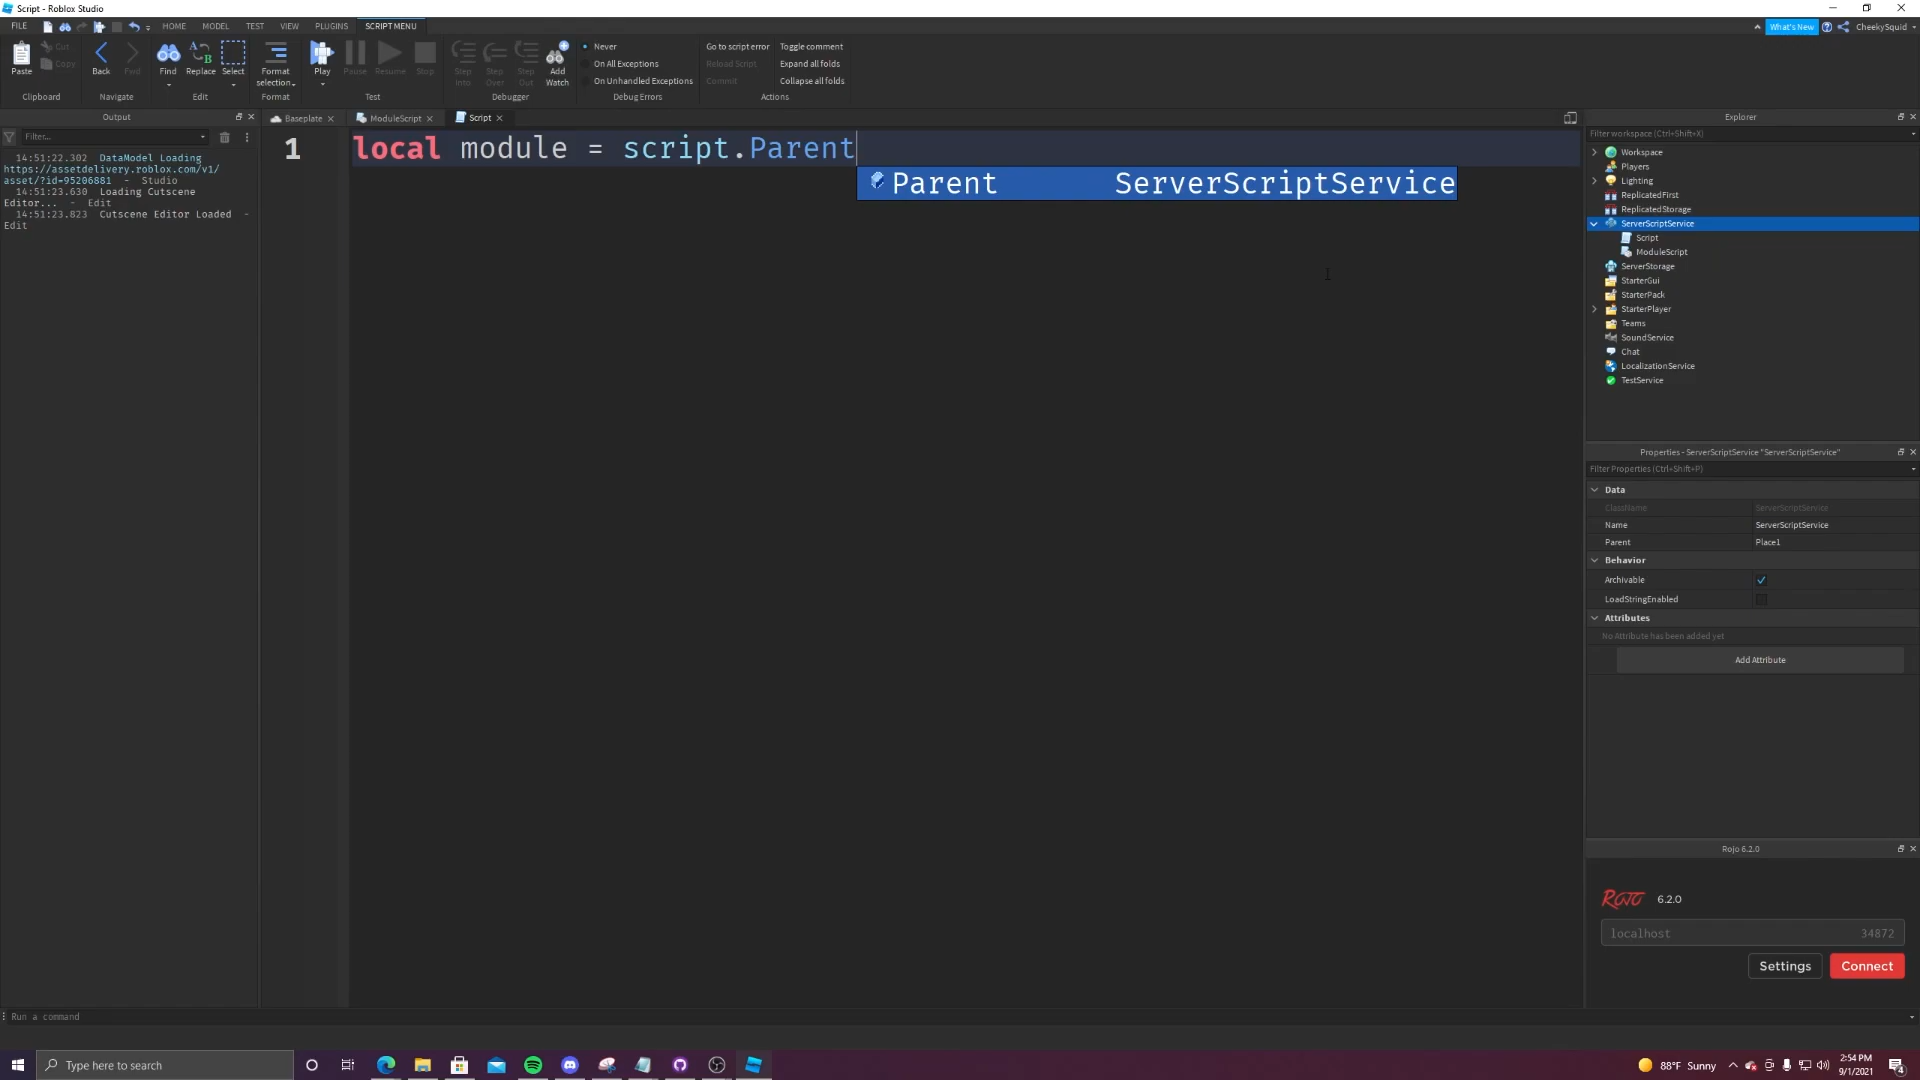 Script - Roblox Studio
FILE HOME MODEL TEST VIEW PLUGINS SCRIPT MENU What's New CheekySquid
Paste Cut Copy
Back Fwd
Find Replace Select
Format selection
Play Pause Resume Stop
Step Into Step Over Step Out Add Watch
Never
On All Exceptions
On Unhandled Exceptions
Go to script error
Reload Script
Commit
Toggle comment
Expand all folds
Collapse all folds
Clipboard Navigate Edit Format Test Debugger Debug Errors Actions
Output
Filter...
14:51:22.302 DataModel Loading
https://assetdelivery.roblox.com/v1/
asset/?id=95206881 - Studio
14:51:23.630 Loading Cutscene
Editor... - Edit
14:51:23.823 Cutscene Editor Loaded -
Edit
Baseplate ModuleScript Script
1 local module = script.Parent
Parent ServerScriptService
Explorer
Filter workspace (Ctrl+Shift+X)
Workspace
Players
Lighting
ReplicatedFirst
ReplicatedStorage
ServerScriptService
Script
ModuleScript
ServerStorage
StarterGui
StarterPack
StarterPlayer
Teams
SoundService
Chat
LocalizationService
TestService
Properties - ServerScriptService "ServerScriptService"
Filter Properties (Ctrl+Shift+P)
Data
ClassName ServerScriptService
Name ServerScriptService
Parent Place1
Behavior
Archivable
LoadStringEnabled
Attributes
No Attribute has been added yet
Add Attribute
Rojo 6.2.0
ROJO 6.2.0
localhost 34872
Settings Connect
Run a command
Type here to search
88°F Sunny
2:54 PM
9/1/2021
4